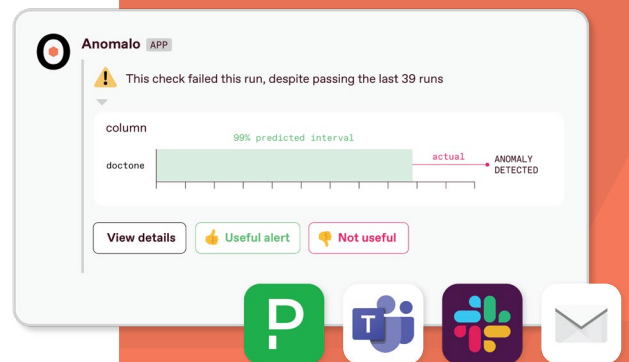 Anomalo APP
This check failed this run, despite passing the last 39 runs
column
99% predicted interval
doctone
actual
ANOMALY
DETECTED
View details
Useful alert
Not useful
P
T